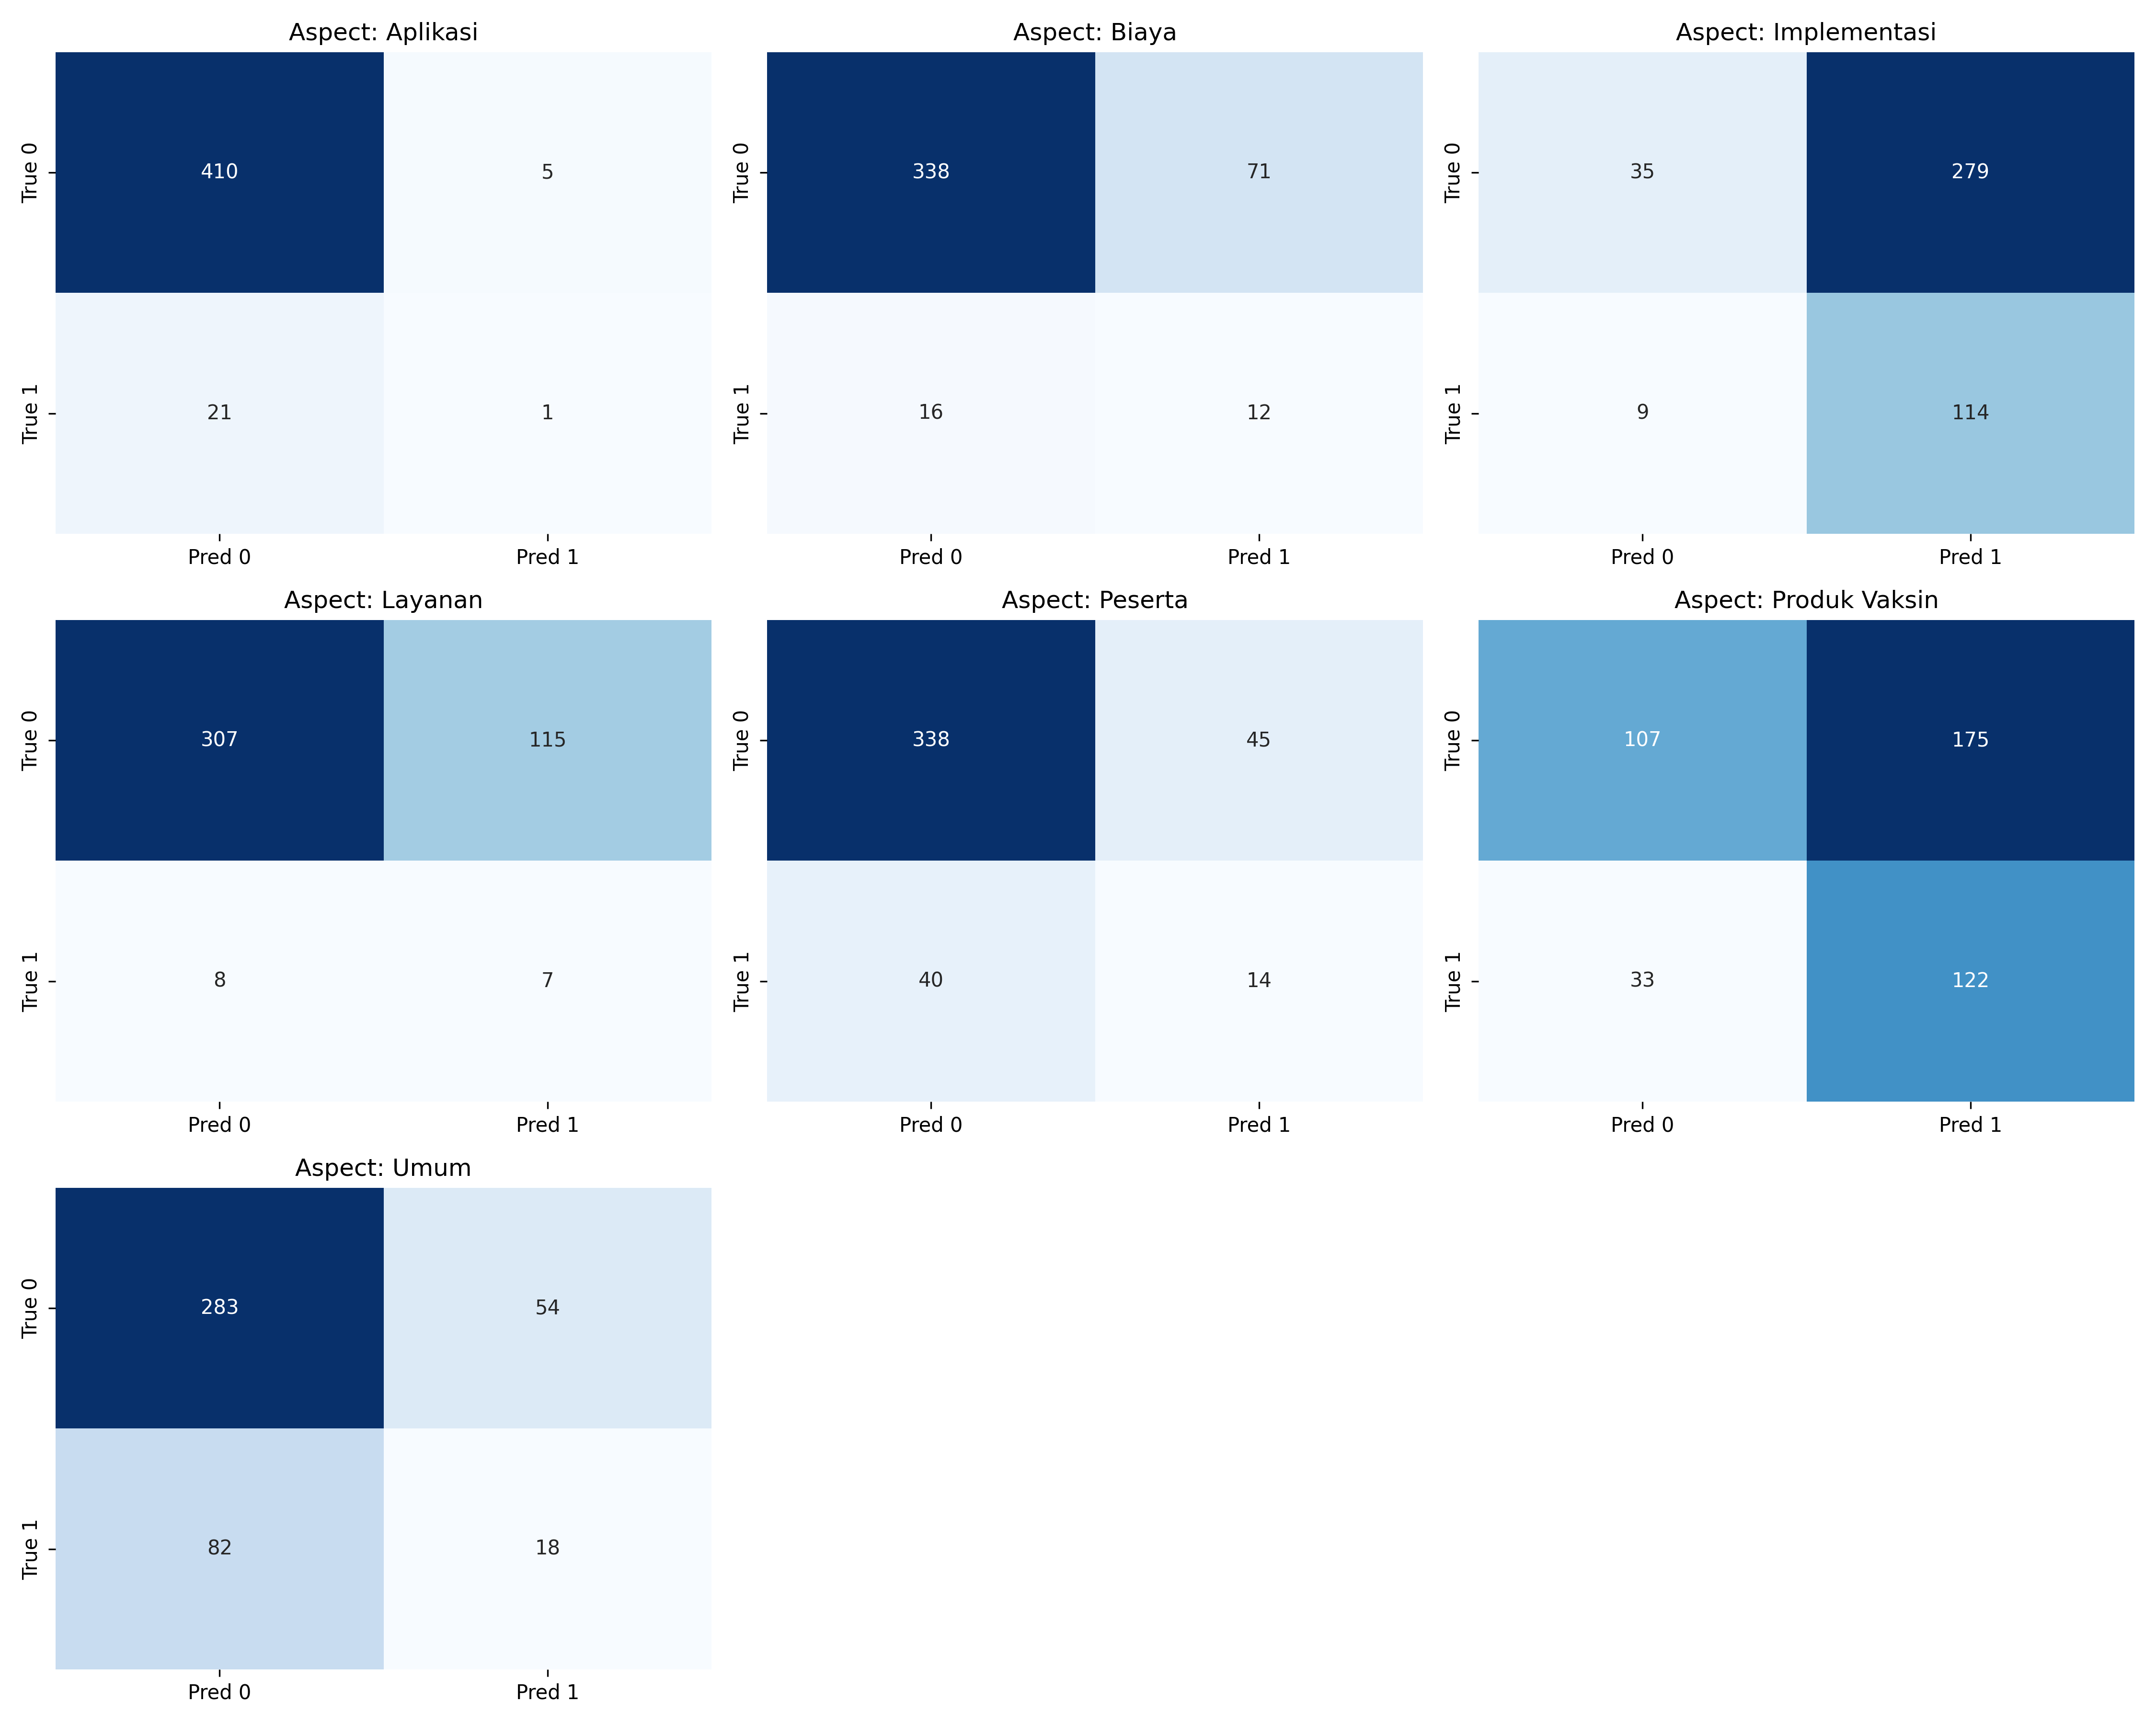 Aspect: Aplikasi
True 0
410
5
True 1
21
1
Pred 0
Pred 1
Aspect: Biaya
True 0
338
71
True 1
16
12
Pred 0
Pred 1
Aspect: Implementasi
True 0
35
279
True 1
9
114
Pred 0
Pred 1
Aspect: Layanan
True 0
307
115
True 1
8
7
Pred 0
Pred 1
Aspect: Peserta
True 0
338
45
True 1
40
14
Pred 0
Pred 1
Aspect: Produk Vaksin
True 0
107
175
True 1
33
122
Pred 0
Pred 1
Aspect: Umum
True 0
283
54
True 1
82
18
Pred 0
Pred 1